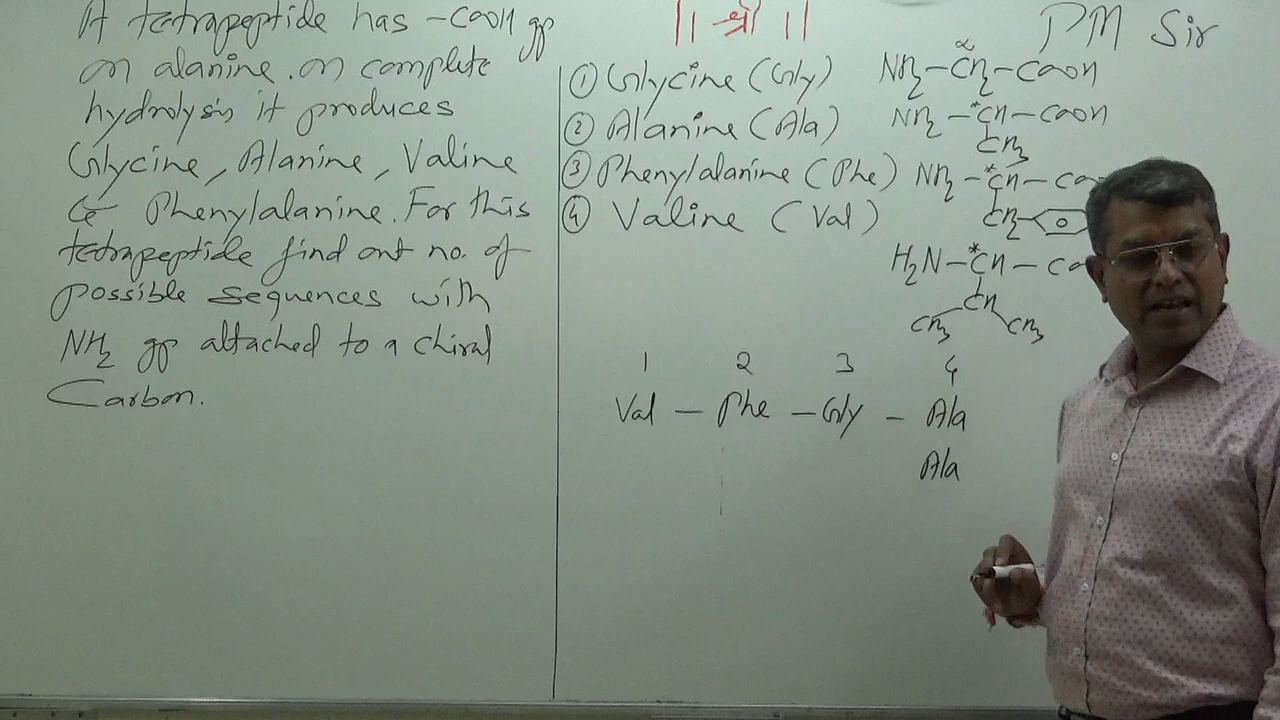 A tetrapeptide has -COOH gp
on alanine. on complete
hydrolysis it produces
Glycine, Alanine, Valine
& Phenylalanine. For this
tetrapeptide find out no. of
possible sequences with
NH2 gp attached to a chiral
Carbon.
|| श्री ||
PM Sir
① Glycine (Gly) NH2-CH2-COOH
α
② Alanine (Ala) NH2-*CH-COOH
CH3
③ Phenylalanine (Phe) NH2-*CH-CO
CH2
④ Valine (Val)
H2N-*CH-CO
CH
CH3 CH3
1 2 3 4
Val - Phe - Gly - Ala
Ala